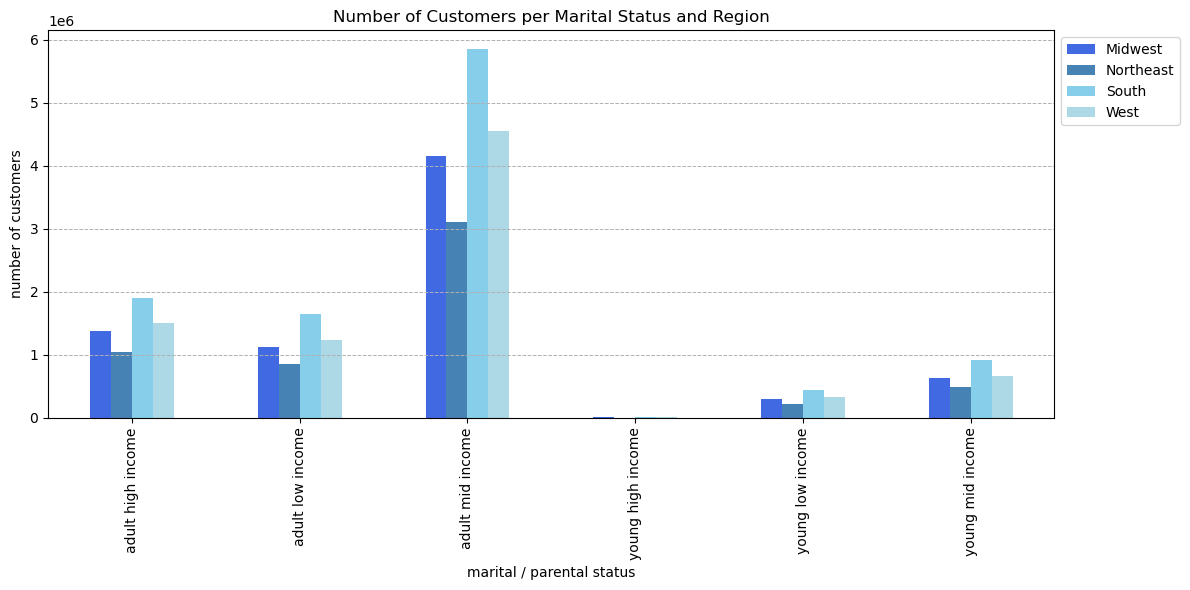 Number of Customers per Marital Status and Region
1e6
6
5
4
3
2
1
0
number of customers
Midwest
Northeast
South
West
adult high income
adult low income
adult mid income
young high income
young low income
young mid income
marital / parental status